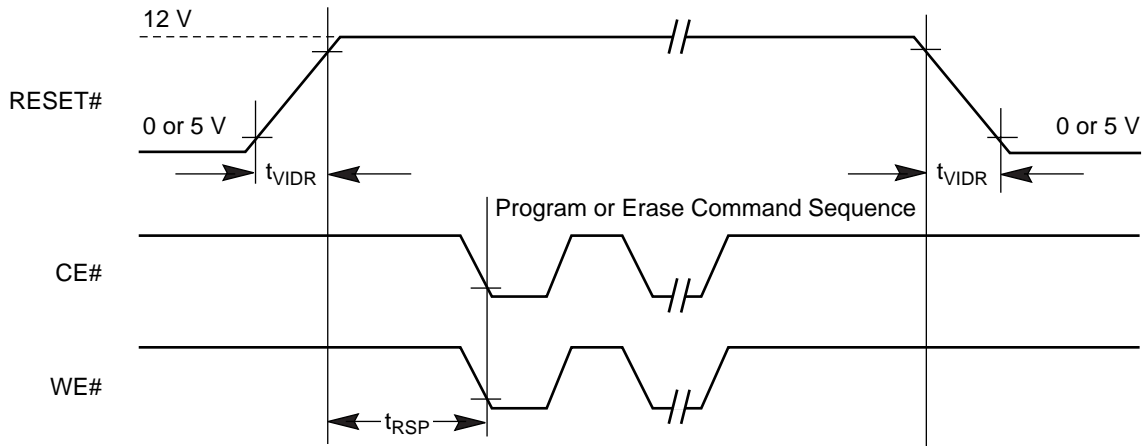 12 V
RESET#
0 or 5 V
0 or 5 V
tVIDR
tVIDR
Program or Erase Command Sequence
CE#
WE#
tRSP